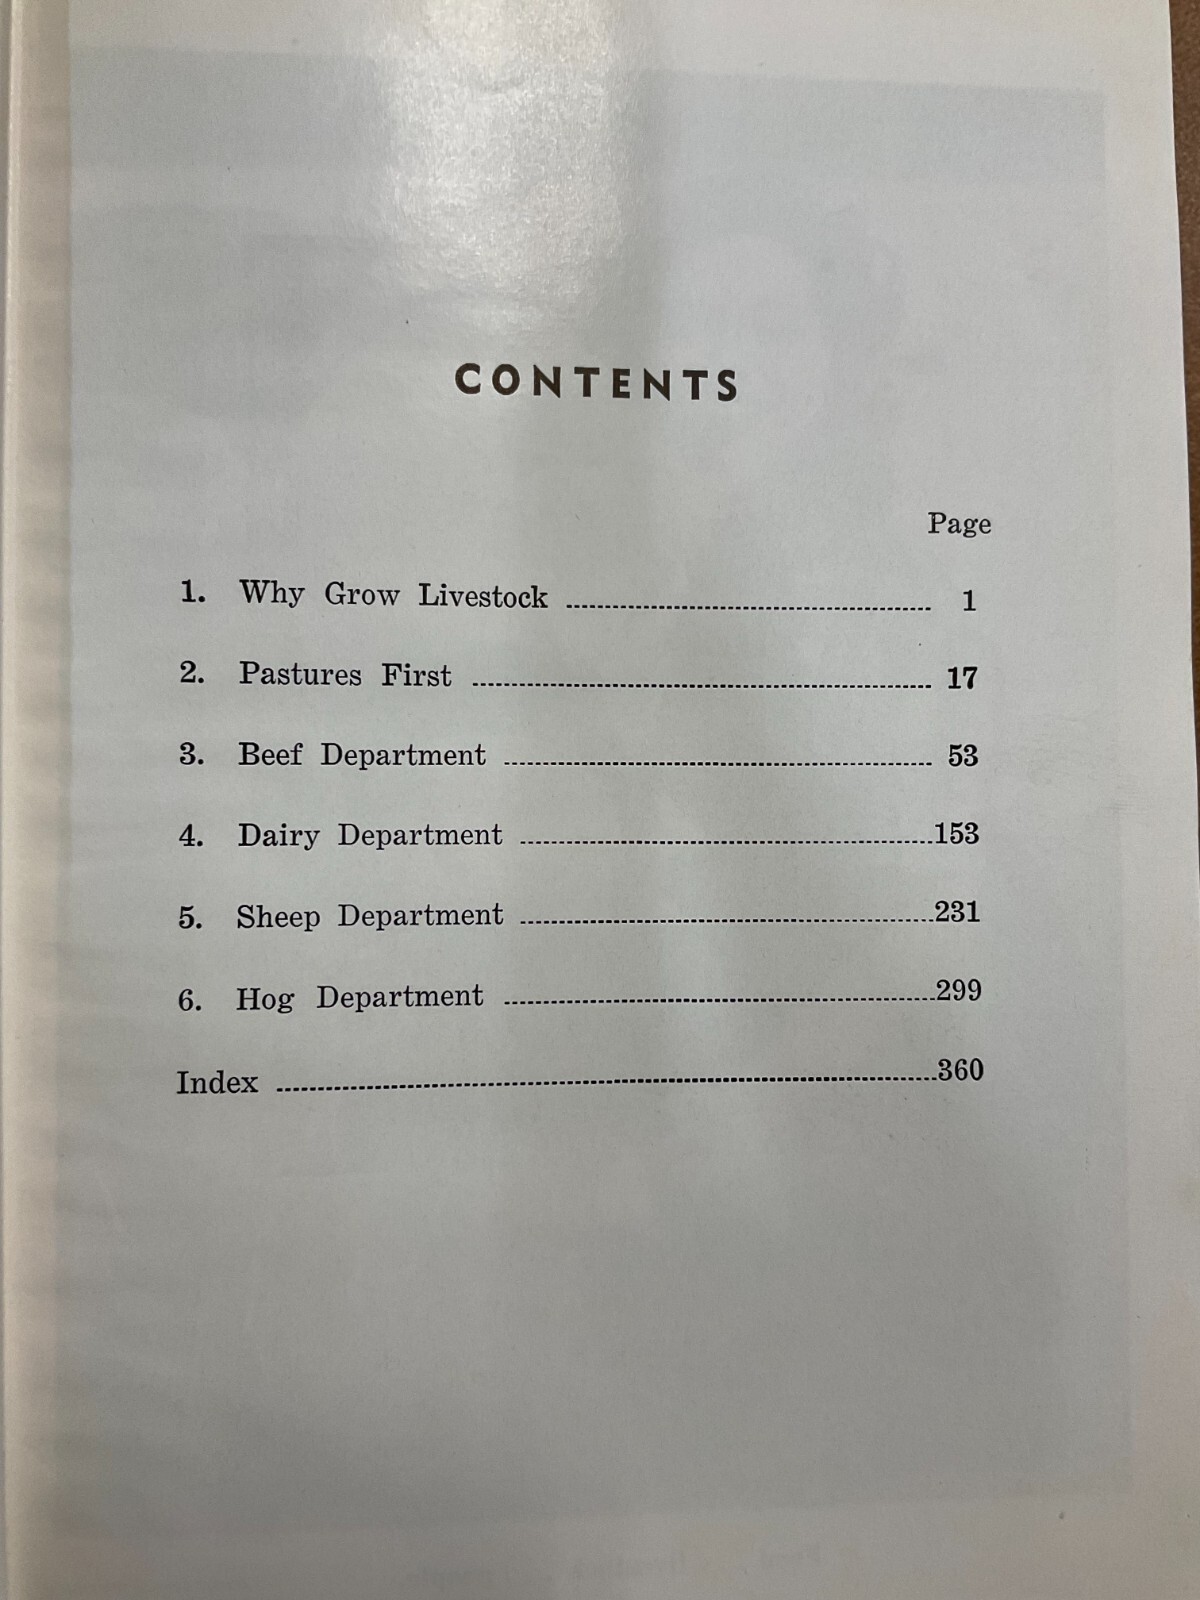 CONTENTS
Page
1. Why Grow Livestock 1
2. Pastures First 17
3. Beef Department 53
4. Dairy Department 153
5. Sheep Department 231
6. Hog Department 299
Index 360